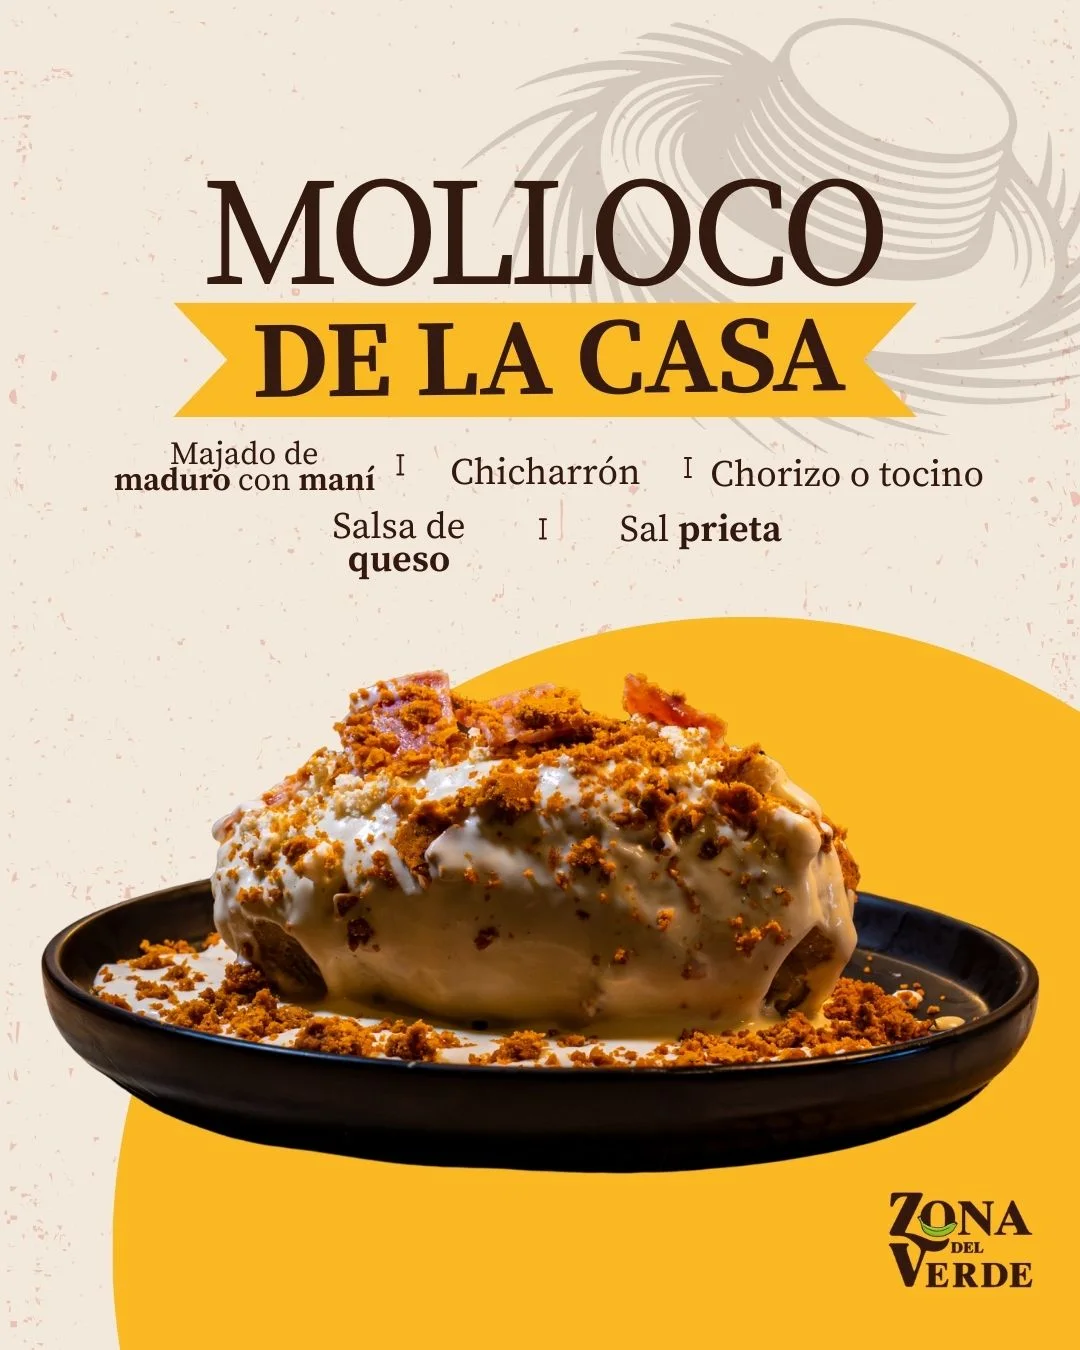 MOLLOCO
DE LA CASA
Majado de
maduro con maní
I
Chicharrón
I
Chorizo o tocino
Salsa de
queso
I
Sal prieta
ZONA
DEL
VERDE